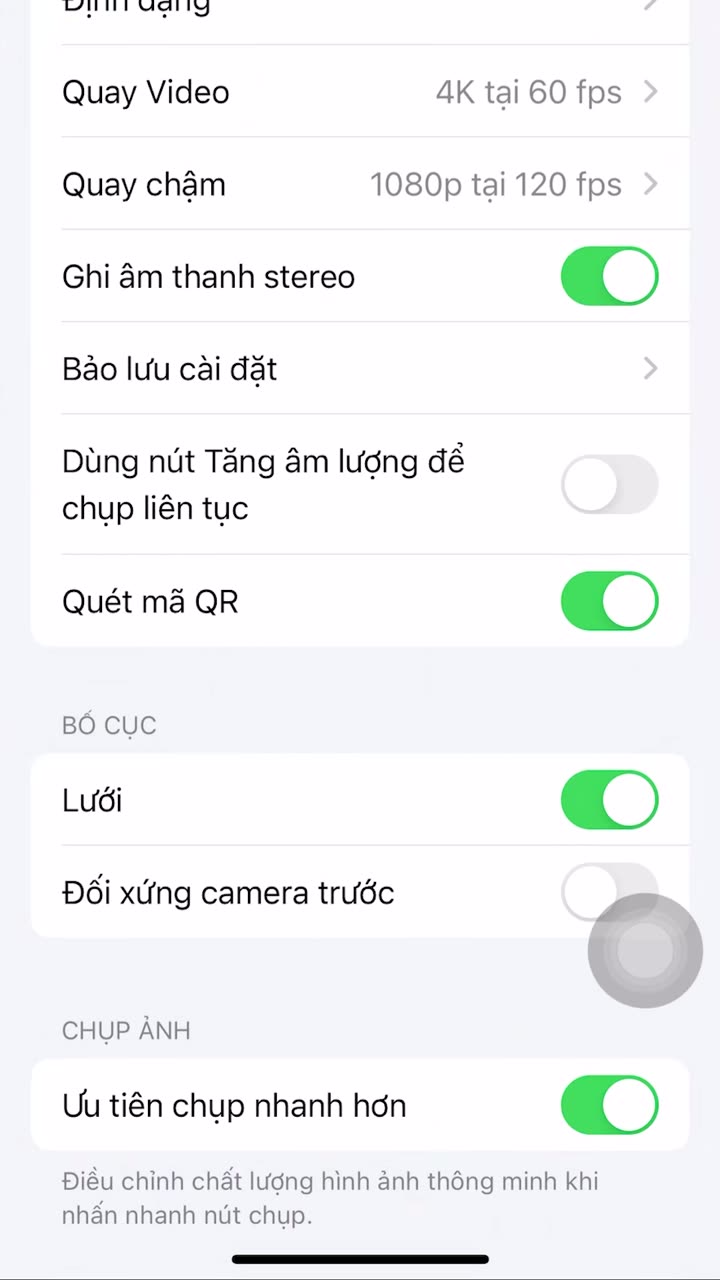 Định dạng
Quay Video
4K tại 60 fps
Quay chậm
1080p tại 120 fps
Ghi âm thanh stereo
Bảo lưu cài đặt
Dùng nút Tăng âm lượng để
chụp liên tục
Quét mã QR
BỐ CỤC
Lưới
Đối xứng camera trước
CHỤP ẢNH
Ưu tiên chụp nhanh hơn
Điều chỉnh chất lượng hình ảnh thông minh khi
nhấn nhanh nút chụp.